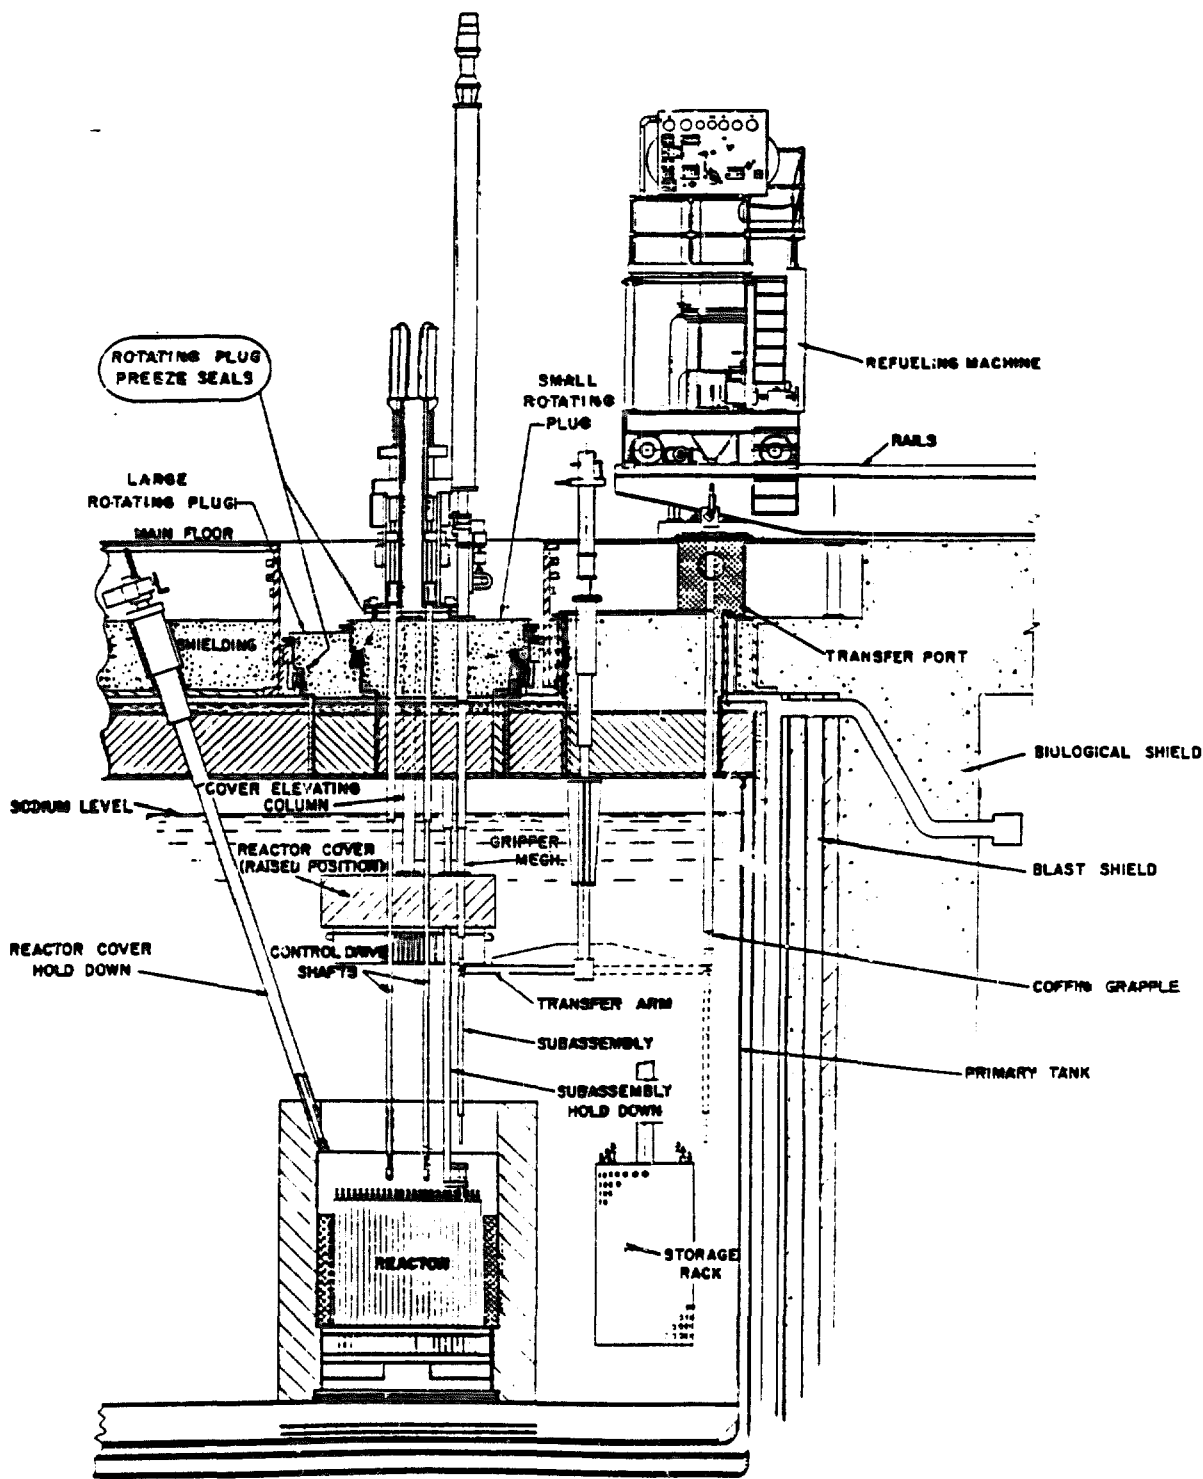 ROTATING PLUG
PREEZE SEALS
SMALL
ROTATING
PLUG
REFUELING MACHINE
RAILS
LARGE
ROTATING PLUG
MAIN FLOOR
SHIELDING
TRANSFER PORT
BIOLOGICAL SHIELD
COVER ELEVATING
COLUMN
SODIUM LEVEL
GRIPPER
MECH.
REACTOR COVER
(RAISED POSITION)
BLAST SHIELD
REACTOR COVER
HOLD DOWN
CONTROL DRIVE
SHAFTS
TRANSFER ARM
COFFIN GRAPPLE
SUBASSEMBLY
PRIMARY TANK
SUBASSEMBLY
HOLD DOWN
REACTOR
STORAGE
RACK